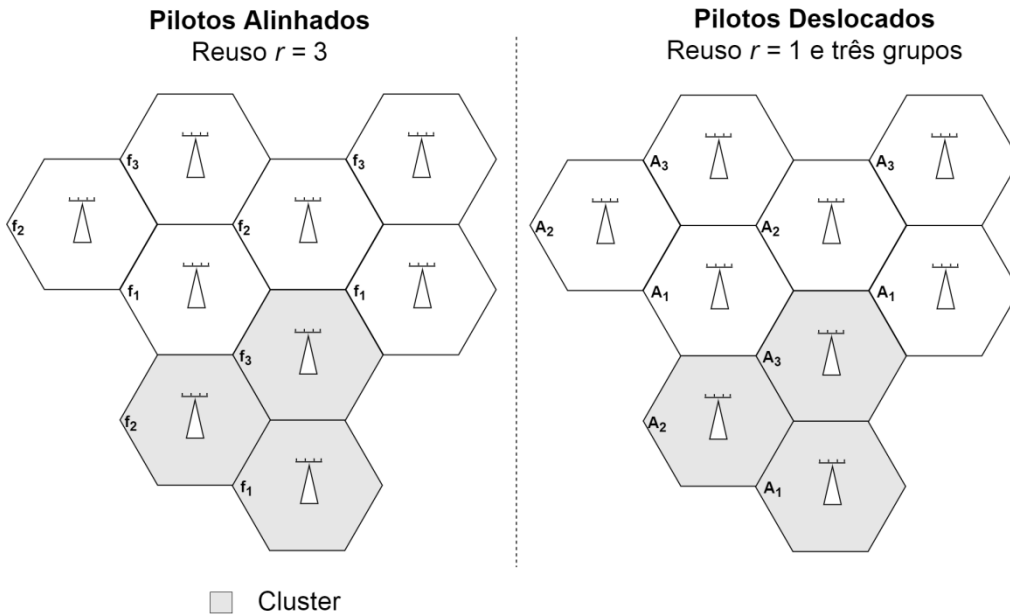 Pilotos Alinhados
Reuso r = 3
f3
f3
f2
f2
f1
f1
f3
f2
f1
Pilotos Deslocados
Reuso r = 1 e três grupos
A3
A3
A2
A2
A1
A1
A3
A2
A1
Cluster